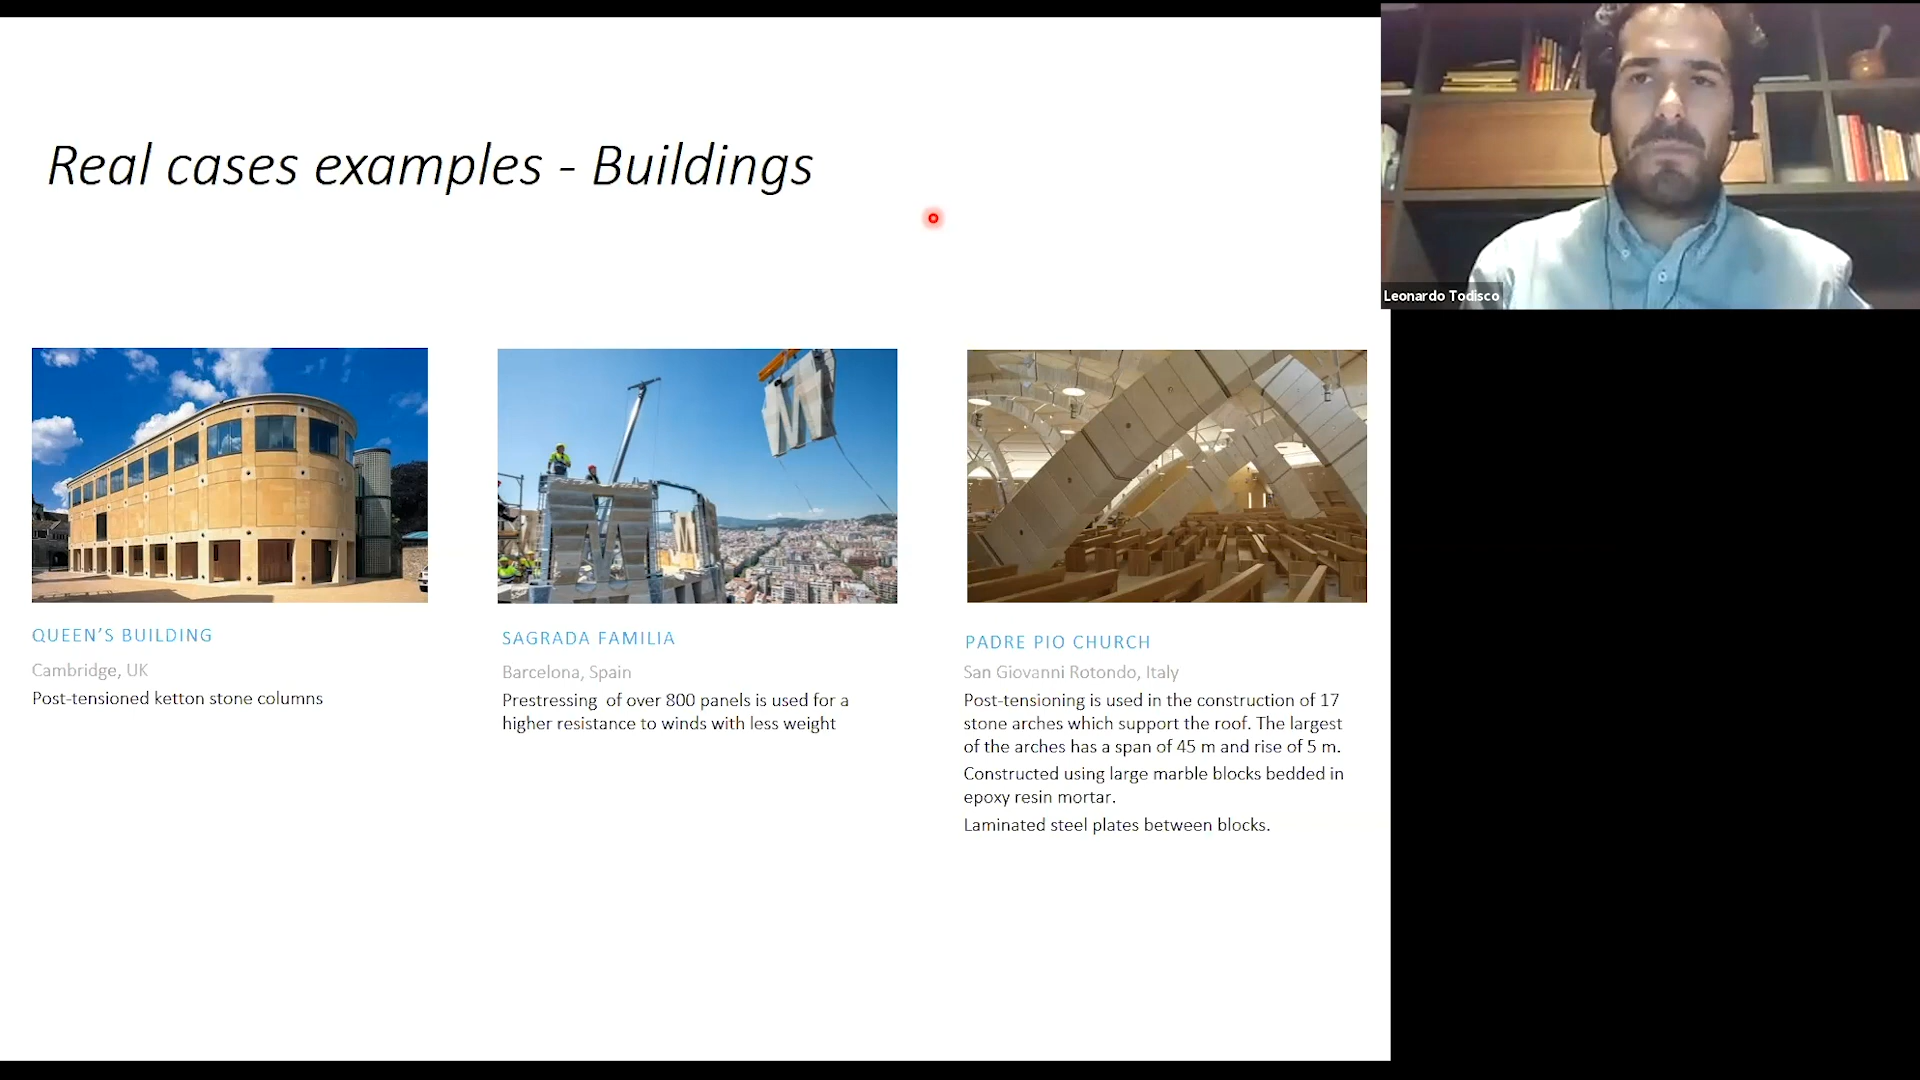 Real cases examples - Buildings
Leonardo Todisco
QUEEN’S BUILDING
Cambridge, UK
Post-tensioned ketton stone columns
SAGRADA FAMILIA
Barcelona, Spain
Prestressing  of over 800 panels is used for a
higher resistance to winds with less weight
PADRE PIO CHURCH
San Giovanni Rotondo, Italy
Post-tensioning is used in the construction of 17
stone arches which support the roof. The largest
of the arches has a span of 45 m and rise of 5 m.
Constructed using large marble blocks bedded in
epoxy resin mortar.
Laminated steel plates between blocks.